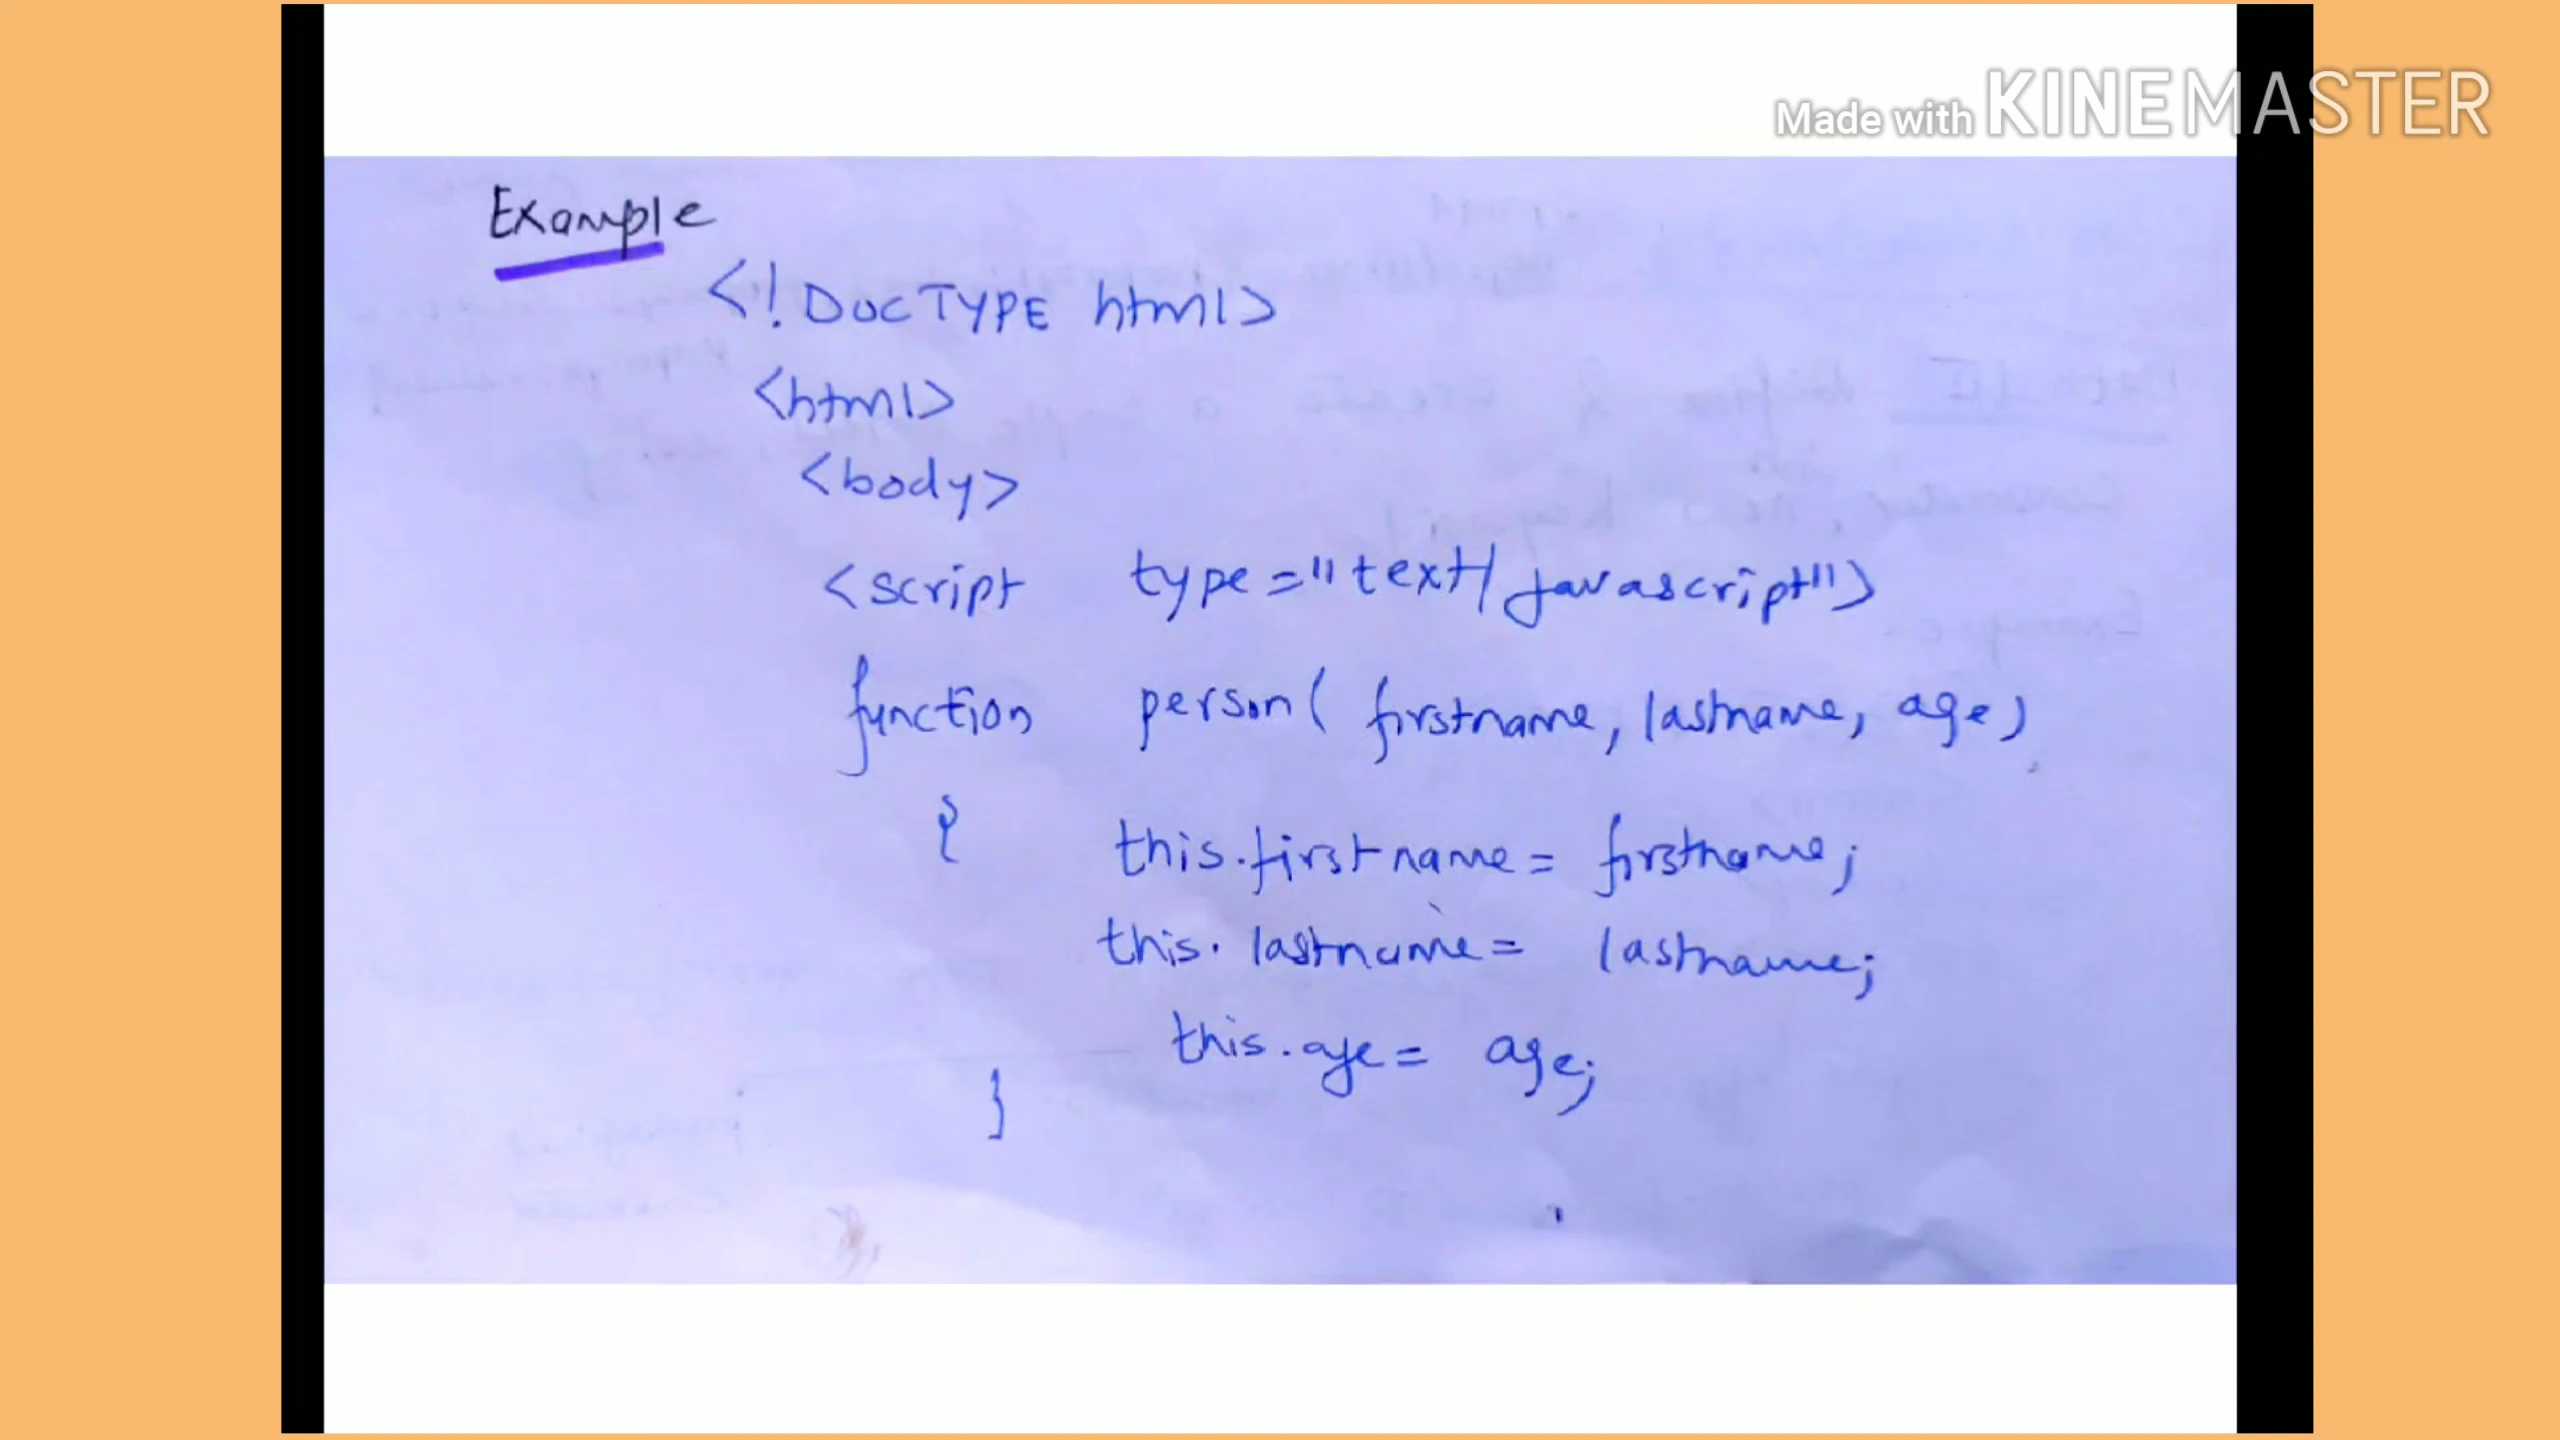 Made with KINEMASTER
Example
<!DOCTYPE html>
<html>
<body>
<script type="text/javascript">
function person( firstname, lastname, age)
{ this.firstname = firstname;
this. lastname = lastname;
this.age = age;
}